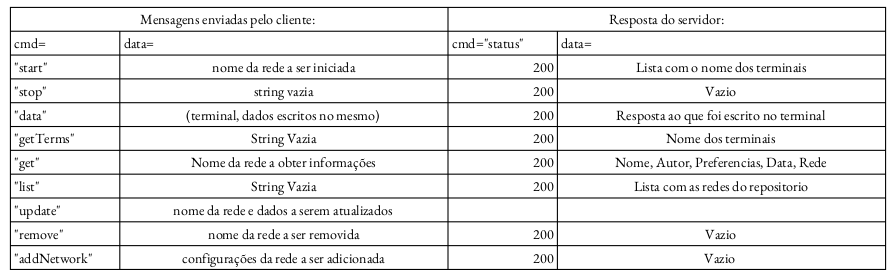 Mensagens enviadas pelo cliente: Resposta do servidor:
cmd= data= cmd="status" data=
"start" nome da rede a ser iniciada 200 Lista com o nome dos terminais
"stop" string vazia 200 Vazio
"data" (terminal, dados escritos no mesmo) 200 Resposta ao que foi escrito no terminal
"getTerms" String Vazia 200 Nome dos terminais
"get" Nome da rede a obter informações 200 Nome, Autor, Preferencias, Data, Rede
"list" String Vazia 200 Lista com as redes do repositorio
"update" nome da rede e dados a serem atualizados
"remove" nome da rede a ser removida 200 Vazio
"addNetwork" configurações da rede a ser adicionada 200 Vazio